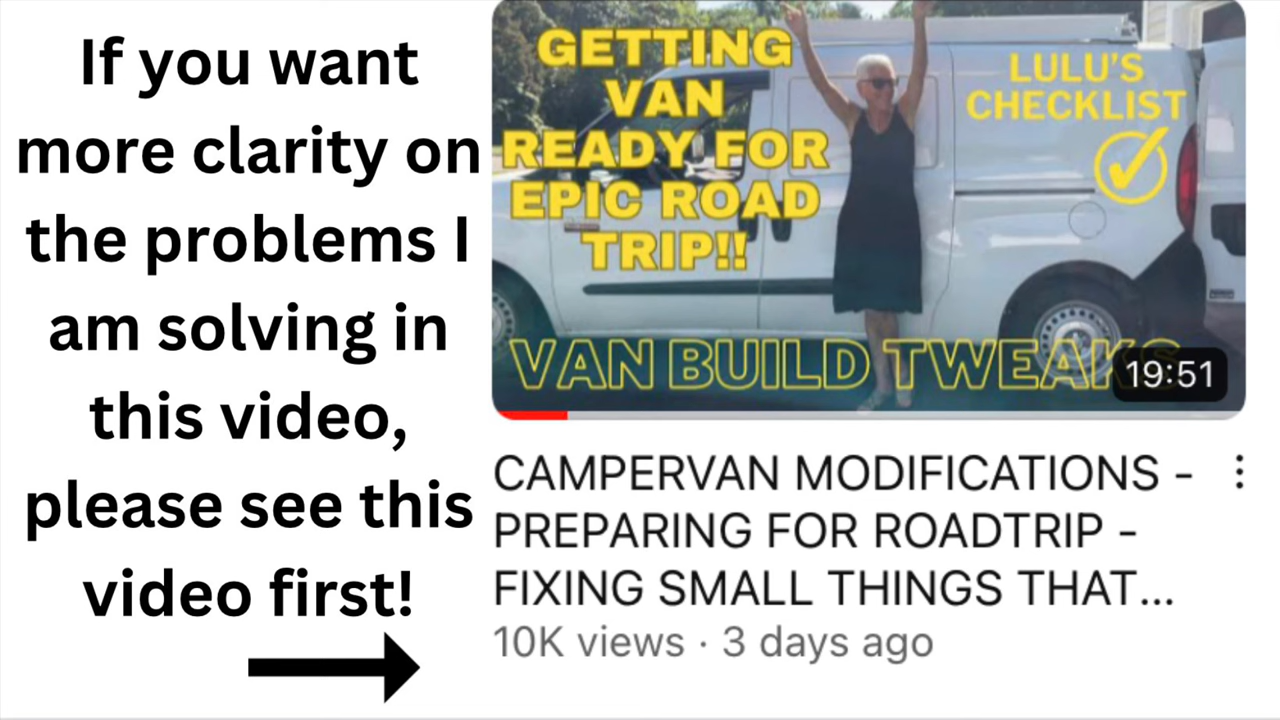 If you want
more clarity on
the problems I
am solving in
this video,
please see this
video first!
GETTING
VAN
READY FOR
EPIC ROAD
TRIP!!
LULU'S
CHECKLIST
VAN BUILD TWEAKS
19:51
CAMPERVAN MODIFICATIONS -
PREPARING FOR ROADTRIP -
FIXING SMALL THINGS THAT...
10K views · 3 days ago